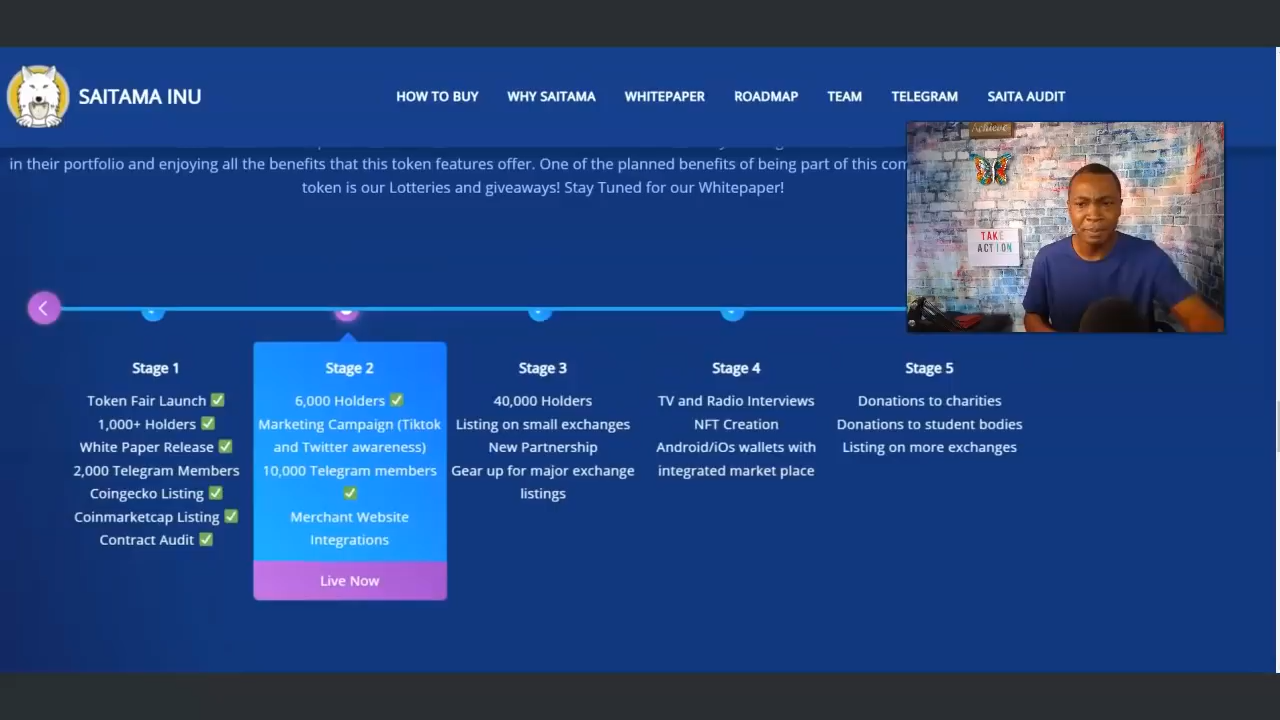 SAITAMA INU
HOW TO BUY
WHY SAITAMA
WHITEPAPER
ROADMAP
TEAM
TELEGRAM
SAITA AUDIT
in their portfolio and enjoying all the benefits that this token features offer. One of the planned benefits of being part of this com
token is our Lotteries and giveaways! Stay Tuned for our Whitepaper!
Achieve
TAKE
ACTION
Stage 1
Token Fair Launch ✅
1,000+ Holders ✅
White Paper Release ✅
2,000 Telegram Members
Coingecko Listing ✅
Coinmarketcap Listing ✅
Contract Audit ✅
Stage 2
6,000 Holders ✅
Marketing Campaign (Tiktok
and Twitter awareness)
10,000 Telegram members
✅
Merchant Website
Integrations
Live Now
Stage 3
40,000 Holders
Listing on small exchanges
New Partnership
Gear up for major exchange
listings
Stage 4
TV and Radio Interviews
NFT Creation
Android/iOs wallets with
integrated market place
Stage 5
Donations to charities
Donations to student bodies
Listing on more exchanges